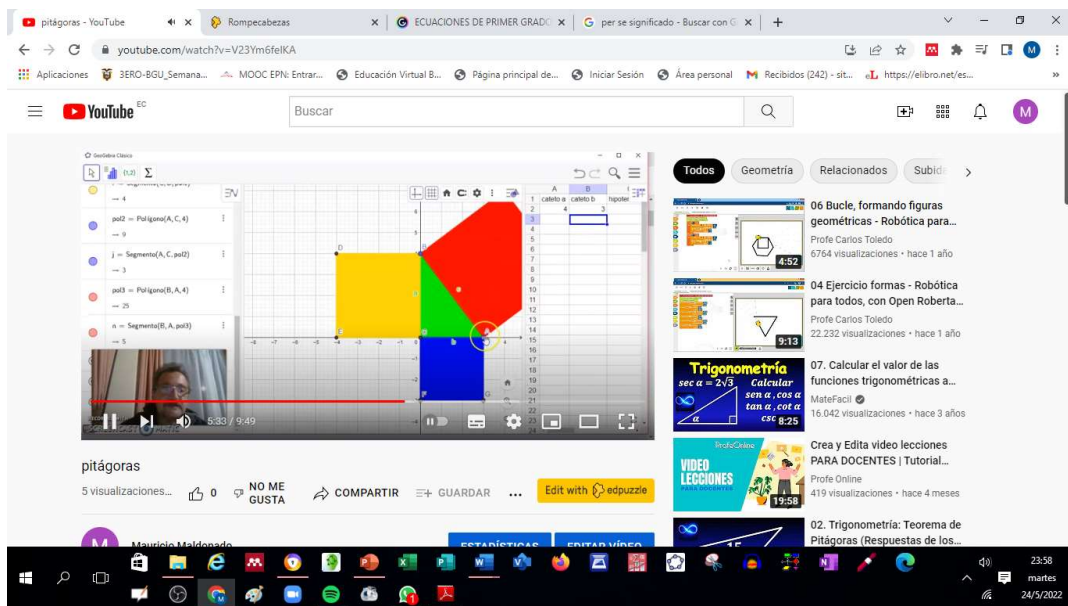 pitágoras - YouTube
Rompecabezas
ECUACIONES DE PRIMER GRADO
per se significado - Buscar con G
youtube.com/watch?v=V23Ym6feIKA
Aplicaciones
3ERO-BGU_Semana...
MOOC EPN: Entrar...
Educación Virtual B...
Página principal de...
Iniciar Sesión
Área personal
Recibidos (242) - sit...
https://elibro.net/es...
»
YouTube EC
Buscar
M
GeoGebra Clásico
→ 4
pol2 = Polígono(A, C, 4)
→ 9
j = Segmento(A, C, pol2)
→ 3
pol3 = Polígono(B, A, 4)
→ 25
n = Segmento(B, A, pol3)
→ 5
A B
cateto a cateto b hipoter
4 3
5:33 / 9:49
Todos
Geometría
Relacionados
Subid
06 Bucle, formando figuras
geométricas - Robótica para...
Profe Carlos Toledo
6764 visualizaciones • hace 1 año
4:52
04 Ejercicio formas - Robótica
para todos, con Open Roberta...
Profe Carlos Toledo
22.232 visualizaciones • hace 1 año
9:13
Trigonometría
sec α = 2√3 Calcular
sen α, cos α
tan α, cot α
csc
α
8:25
07. Calcular el valor de las
funciones trigonométricas a...
MateFacil
16.042 visualizaciones • hace 3 años
ProfeOnline
VIDEO
LECCIONES
PARA DOCENTES
19:58
Crea y Edita video lecciones
PARA DOCENTES | Tutorial...
Profe Online
419 visualizaciones • hace 4 meses
02. Trigonometría: Teorema de
Pitágoras (Respuestas de los...
15
pitágoras
5 visualizaciones...
0
NO ME
GUSTA
COMPARTIR
GUARDAR
...
Edit with edpuzzle
M
Mauricio Maldonado
ESTADÍSTICAS
EDITAR VÍDEO
23:58
martes
24/5/2022